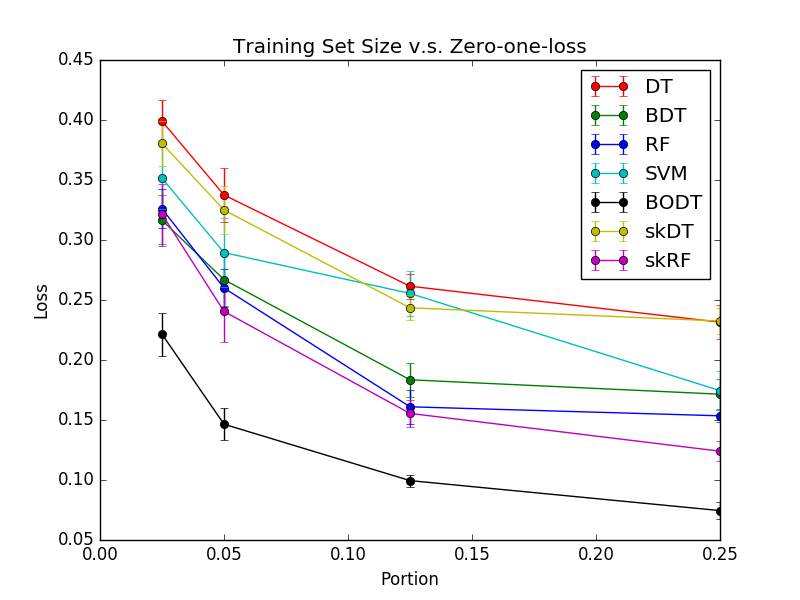 Training Set Size v.s. Zero-one-loss
0.45
0.40
0.35
0.30
0.25
0.20
0.15
0.10
0.05
Loss
DT
BDT
RF
SVM
BODT
skDT
skRF
0.00 0.05 0.10 0.15 0.20 0.25
Portion